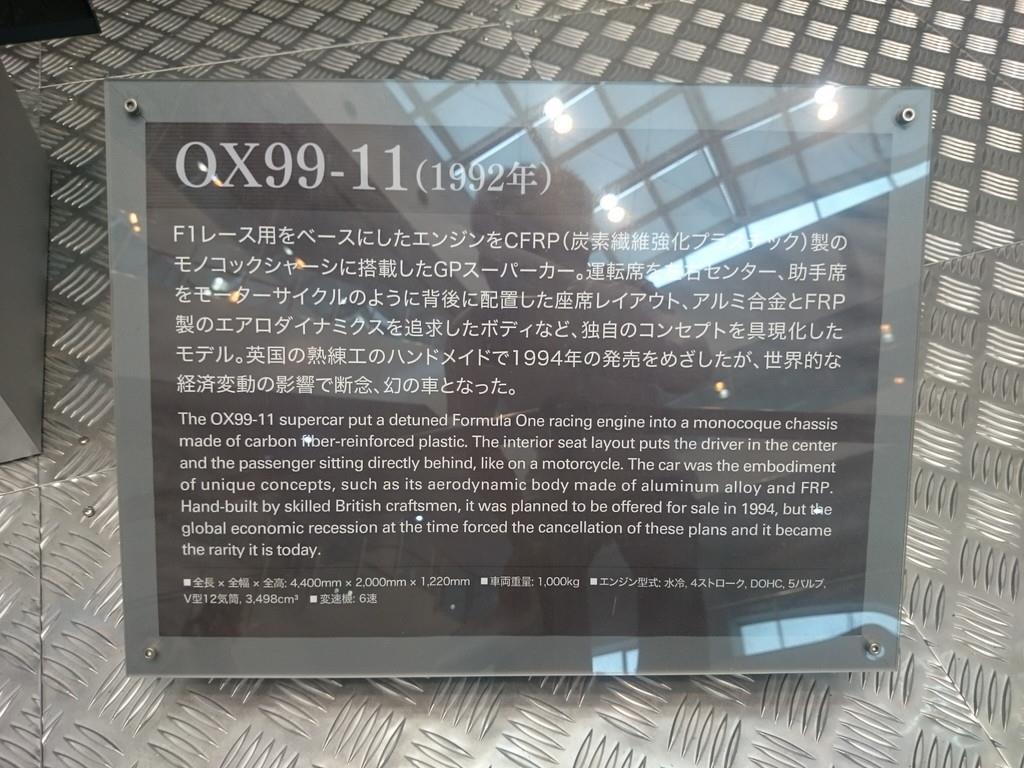 OX99-11(1992年)
F1レース用をベースにしたエンジンをCFRP(炭素繊維強化プラスチック)製の
モノコックシャーシに搭載したGPスーパーカー。運転席を左右センター、助手席
をモーターサイクルのように背後に配置した座席レイアウト、アルミ合金とFRP
製のエアロダイナミクスを追求したボディなど、独自のコンセプトを具現化した
モデル。英国の熟練工のハンドメイドで1994年の発売をめざしたが、世界的な
経済変動の影響で断念、幻の車となった。
The OX99-11 supercar put a detuned Formula One racing engine into a monocoque chassis
made of carbon fiber-reinforced plastic. The interior seat layout puts the driver in the center
and the passenger sitting directly behind, like on a motorcycle. The car was the embodiment
of unique concepts, such as its aerodynamic body made of aluminum alloy and FRP.
Hand-built by skilled British craftsmen, it was planned to be offered for sale in 1994, but the
global economic recession at the time forced the cancellation of these plans and it became
the rarity it is today.
■全長×全幅×全高: 4,400mm×2,000mm×1,220mm ■車両重量: 1,000kg ■エンジン型式: 水冷, 4ストローク, DOHC, 5バルブ,
V型12気筒, 3,498cm³ ■変速機: 6速